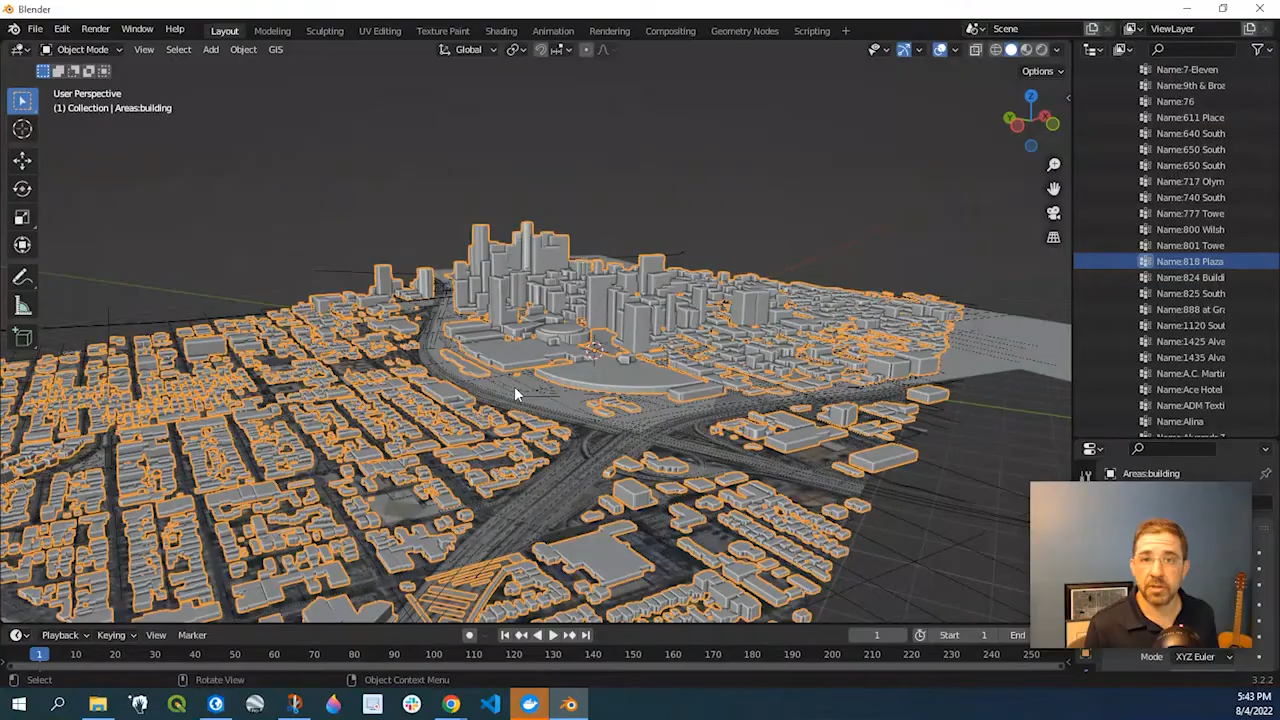 Blender
File Edit Render Window Help
Layout Modeling Sculpting UV Editing Texture Paint Shading Animation Rendering Compositing Geometry Nodes Scripting +
Scene
ViewLayer
Object Mode View Select Add Object GIS
Global
Options
User Perspective
(1) Collection | Areas:building
Z
Y
X
Name:7-Eleven
Name:9th & Broa
Name:76
Name:611 Place
Name:640 South
Name:650 South
Name:650 South
Name:717 Olym
Name:740 South
Name:777 Towe
Name:800 Wilsh
Name:801 Towe
Name:818 Plaza
Name:824 Buildi
Name:825 South
Name:888 at Gra
Name:1120 Sout
Name:1425 Alva
Name:1435 Alva
Name:A.C. Martin
Name:Ace Hotel
Name:ADM Texti
Name:Alina
Areas:building
Mode XYZ Euler
Playback Keying View Marker
1 Start 1 End
1 10 20 30 40 50 60 70 80 90 100 110 120 130 140 150 160 170 180 190 200 210 220 230 240 250
Select Rotate View Object Context Menu
3.2.2
5:43 PM
8/4/2022